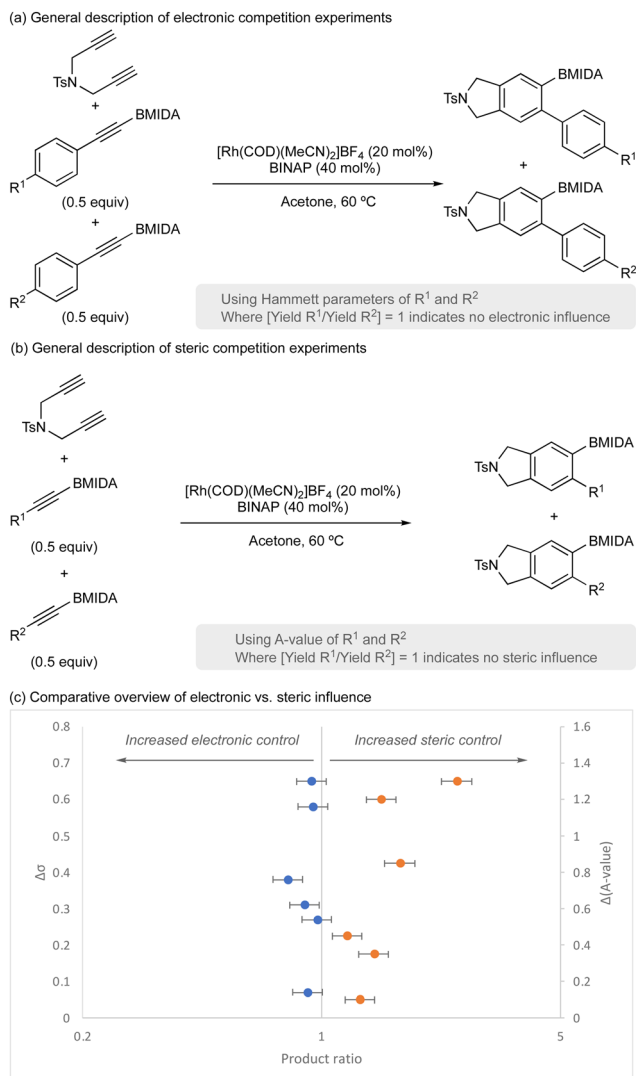 (a) General description of electronic competition experiments
TsN
+
BMIDA
R1
(0.5 equiv)
+
BMIDA
R2
(0.5 equiv)
[Rh(COD)(MeCN)2]BF4 (20 mol%)
BINAP (40 mol%)
Acetone, 60 ºC
TsN
BMIDA
R1
+
TsN
BMIDA
R2
Using Hammett parameters of R1 and R2
Where [Yield R1/Yield R2] = 1 indicates no electronic influence
(b) General description of steric competition experiments
TsN
+
BMIDA
R1
(0.5 equiv)
+
BMIDA
R2
(0.5 equiv)
[Rh(COD)(MeCN)2]BF4 (20 mol%)
BINAP (40 mol%)
Acetone, 60 ºC
TsN
BMIDA
R1
+
TsN
BMIDA
R2
Using A-value of R1 and R2
Where [Yield R1/Yield R2] = 1 indicates no steric influence
(c) Comparative overview of electronic vs. steric influence
Increased electronic control
Increased steric control
0.8
0.7
0.6
0.5
0.4
0.3
0.2
0.1
0
Δσ
1.6
1.4
1.2
1
0.8
0.6
0.4
0.2
0
Δ(A-value)
0.2
1
5
Product ratio